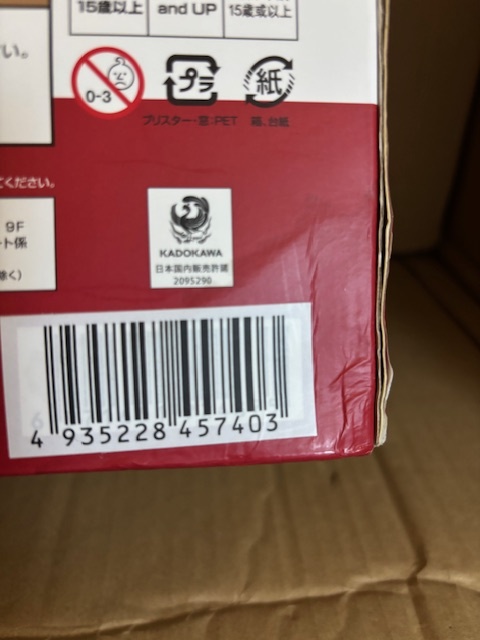 15歳以上
and UP
15歳或以上
い。
0-3
プラ
紙
ブリスター・窓:PET 箱、台紙
ください。
9F
ート係
除く)
KADOKAWA
日本国内販売許諾
2095290
4 935228 457403